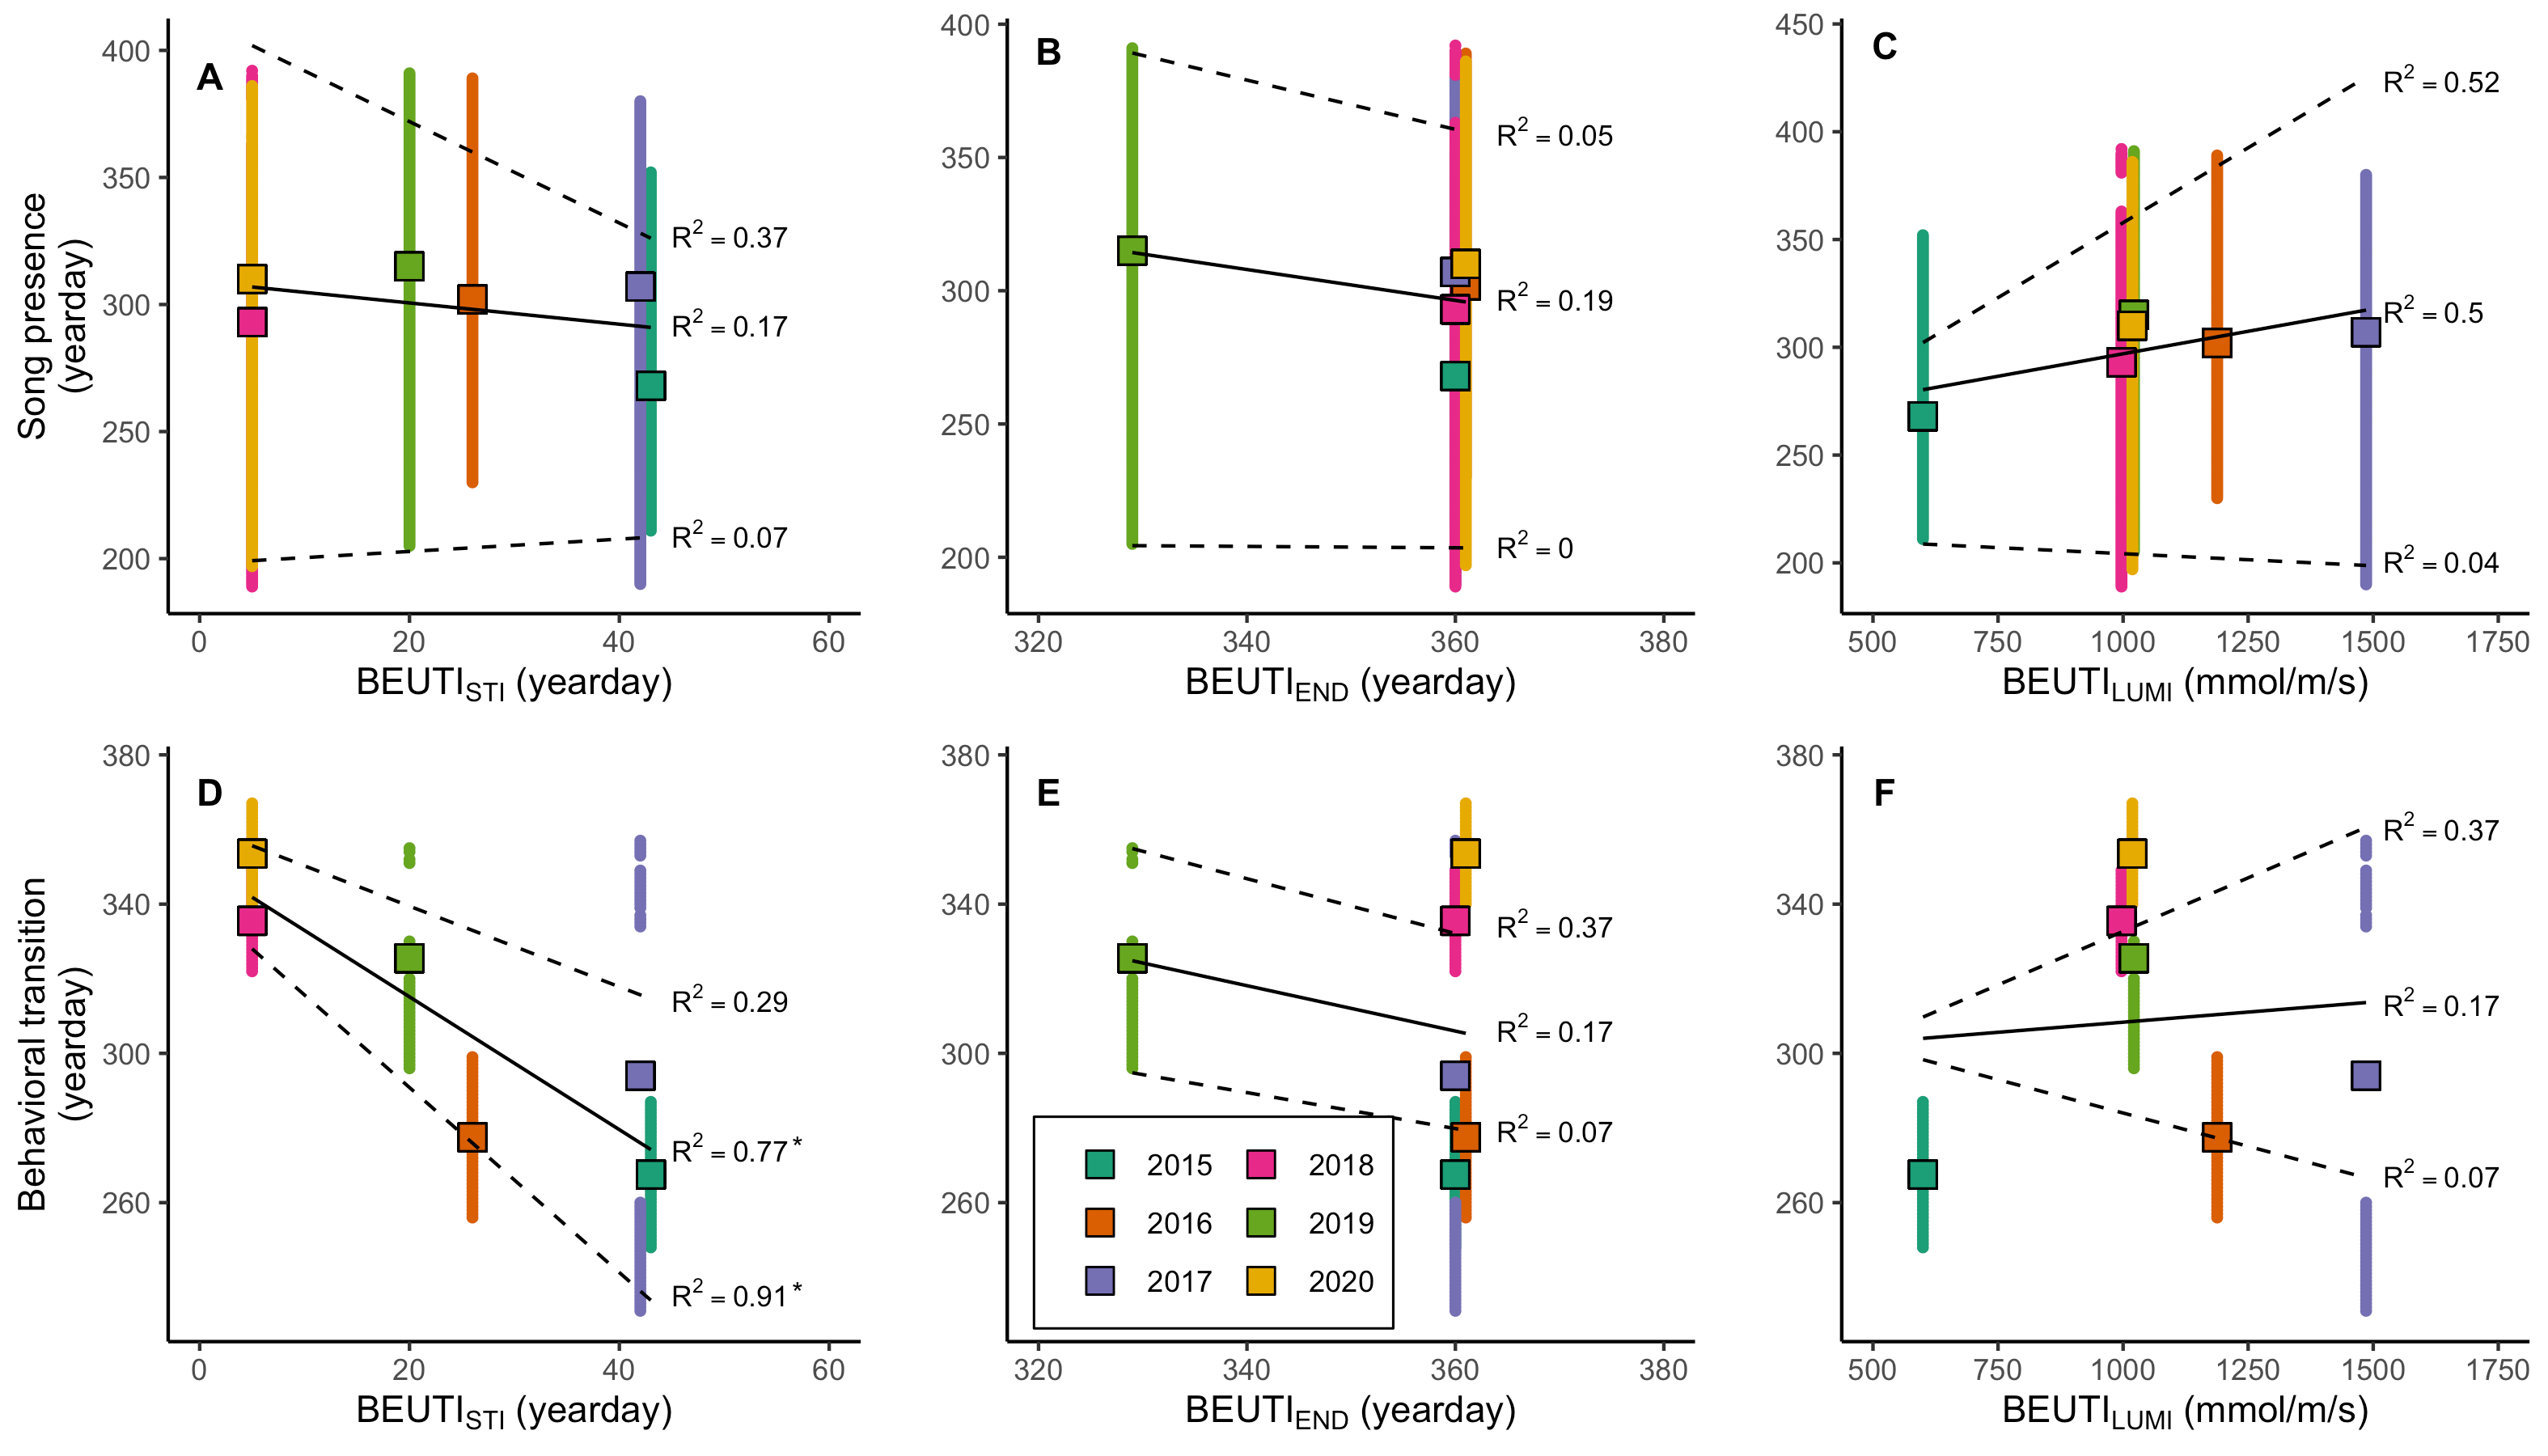 A
B
C
400
350
300
250
200
Song presence
(yearday)
R² = 0.37
R² = 0.17
R² = 0.07
0 20 40 60
BEUTI_STI (yearday)
400
350
300
250
200
R² = 0.05
R² = 0.19
R² = 0
320 340 360 380
BEUTI_END (yearday)
450
400
350
300
250
200
R² = 0.52
R² = 0.5
R² = 0.04
500 750 1000 1250 1500 1750
BEUTI_LUMI (mmol/m/s)
D
E
F
380
340
300
260
Behavioral transition
(yearday)
R² = 0.29
R² = 0.77 *
R² = 0.91 *
0 20 40 60
BEUTI_STI (yearday)
380
340
300
260
R² = 0.37
R² = 0.17
R² = 0.07
2015 2018
2016 2019
2017 2020
320 340 360 380
BEUTI_END (yearday)
380
340
300
260
R² = 0.37
R² = 0.17
R² = 0.07
500 750 1000 1250 1500 1750
BEUTI_LUMI (mmol/m/s)